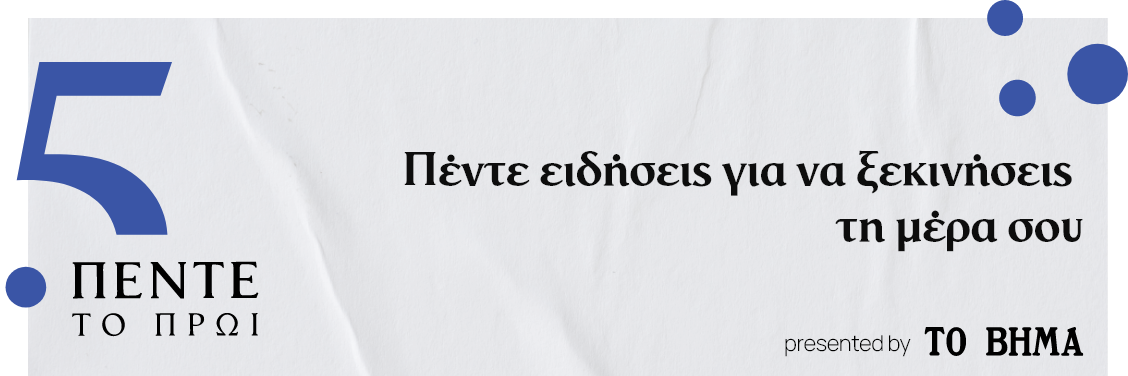 5
ΠΕΝΤΕ
ΤΟ ΠΡΩΙ
Πέντε ειδήσεις για να ξεκινήσεις
τη μέρα σου
presented by ΤΟ ΒΗΜΑ